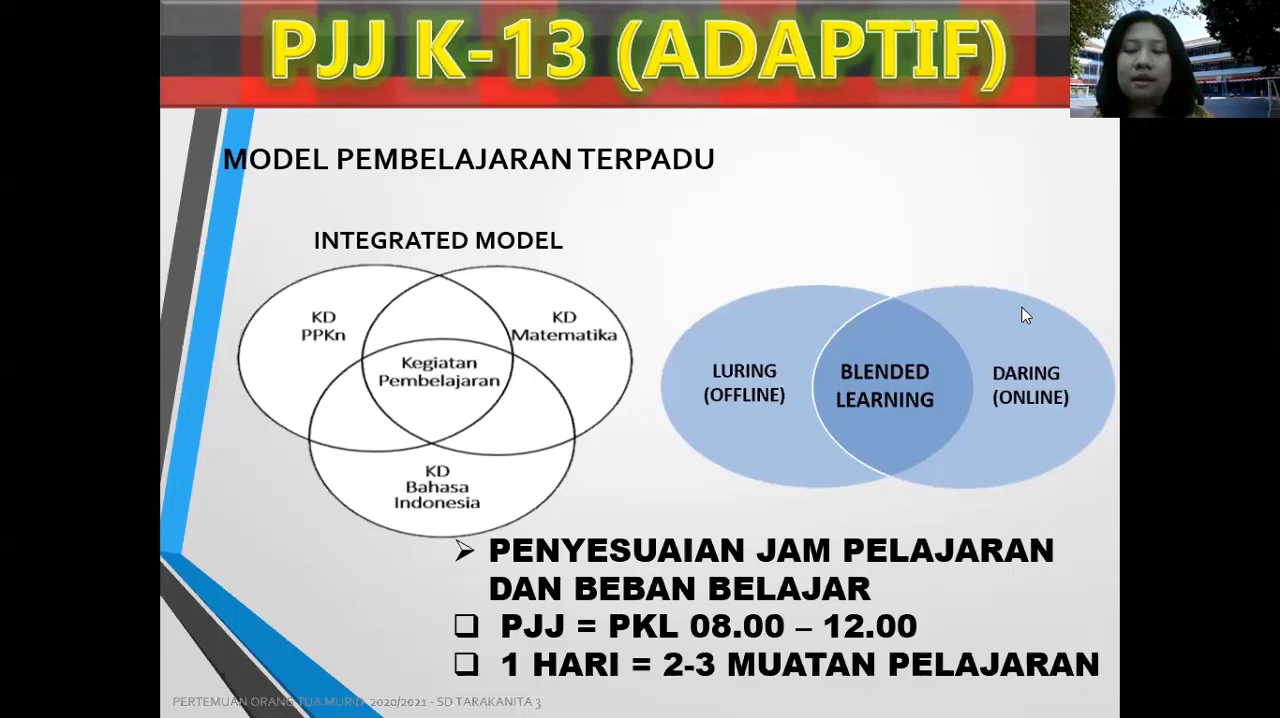 PJJ K-13 (ADAPTIF)
MODEL PEMBELAJARAN TERPADU
INTEGRATED MODEL
KD
PPKn
KD
Matematika
Kegiatan
Pembelajaran
KD
Bahasa
Indonesia
LURING
(OFFLINE)
BLENDED
LEARNING
DARING
(ONLINE)
➢ PENYESUAIAN JAM PELAJARAN
DAN BEBAN BELAJAR
❑ PJJ = PKL 08.00 – 12.00
❑ 1 HARI = 2-3 MUATAN PELAJARAN
PERTEMUAN ORANG TUA MURID 2020/2021 - SD TARAKANITA 3